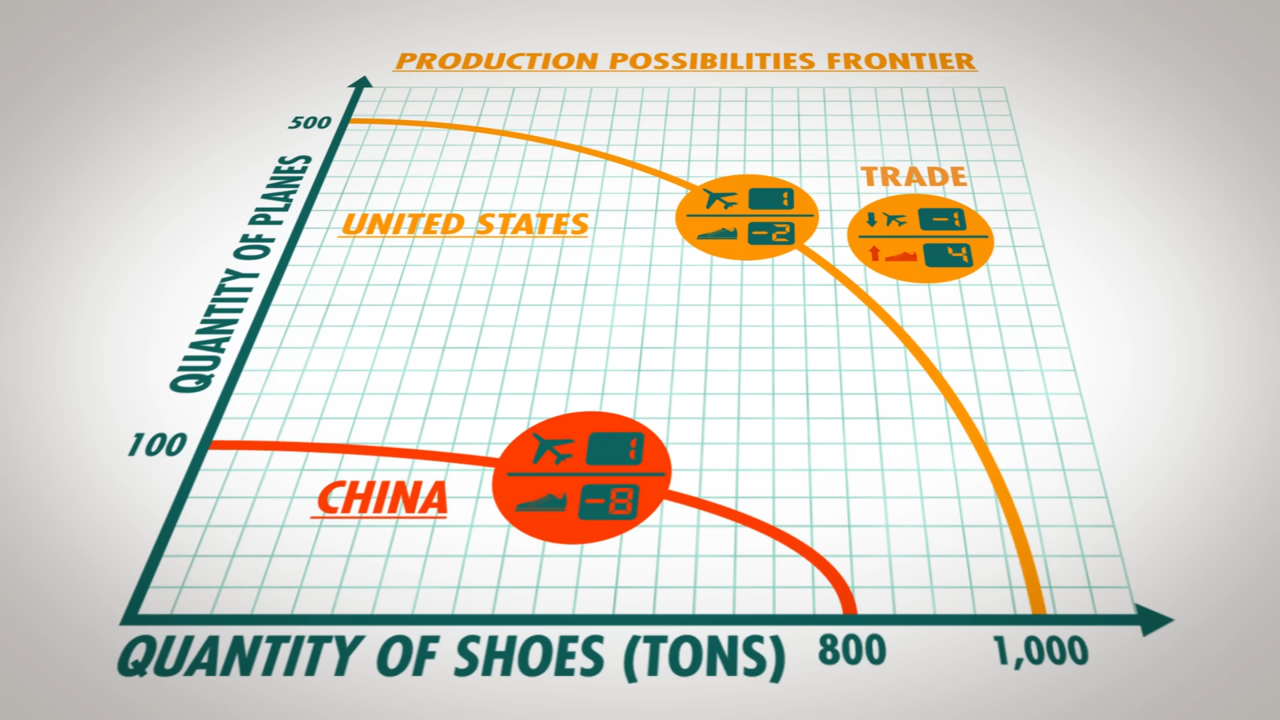 PRODUCTION POSSIBILITIES FRONTIER
500
QUANTITY OF PLANES
UNITED STATES
1
-2
TRADE
-1
4
100
CHINA
1
-8
QUANTITY OF SHOES (TONS)
800
1,000